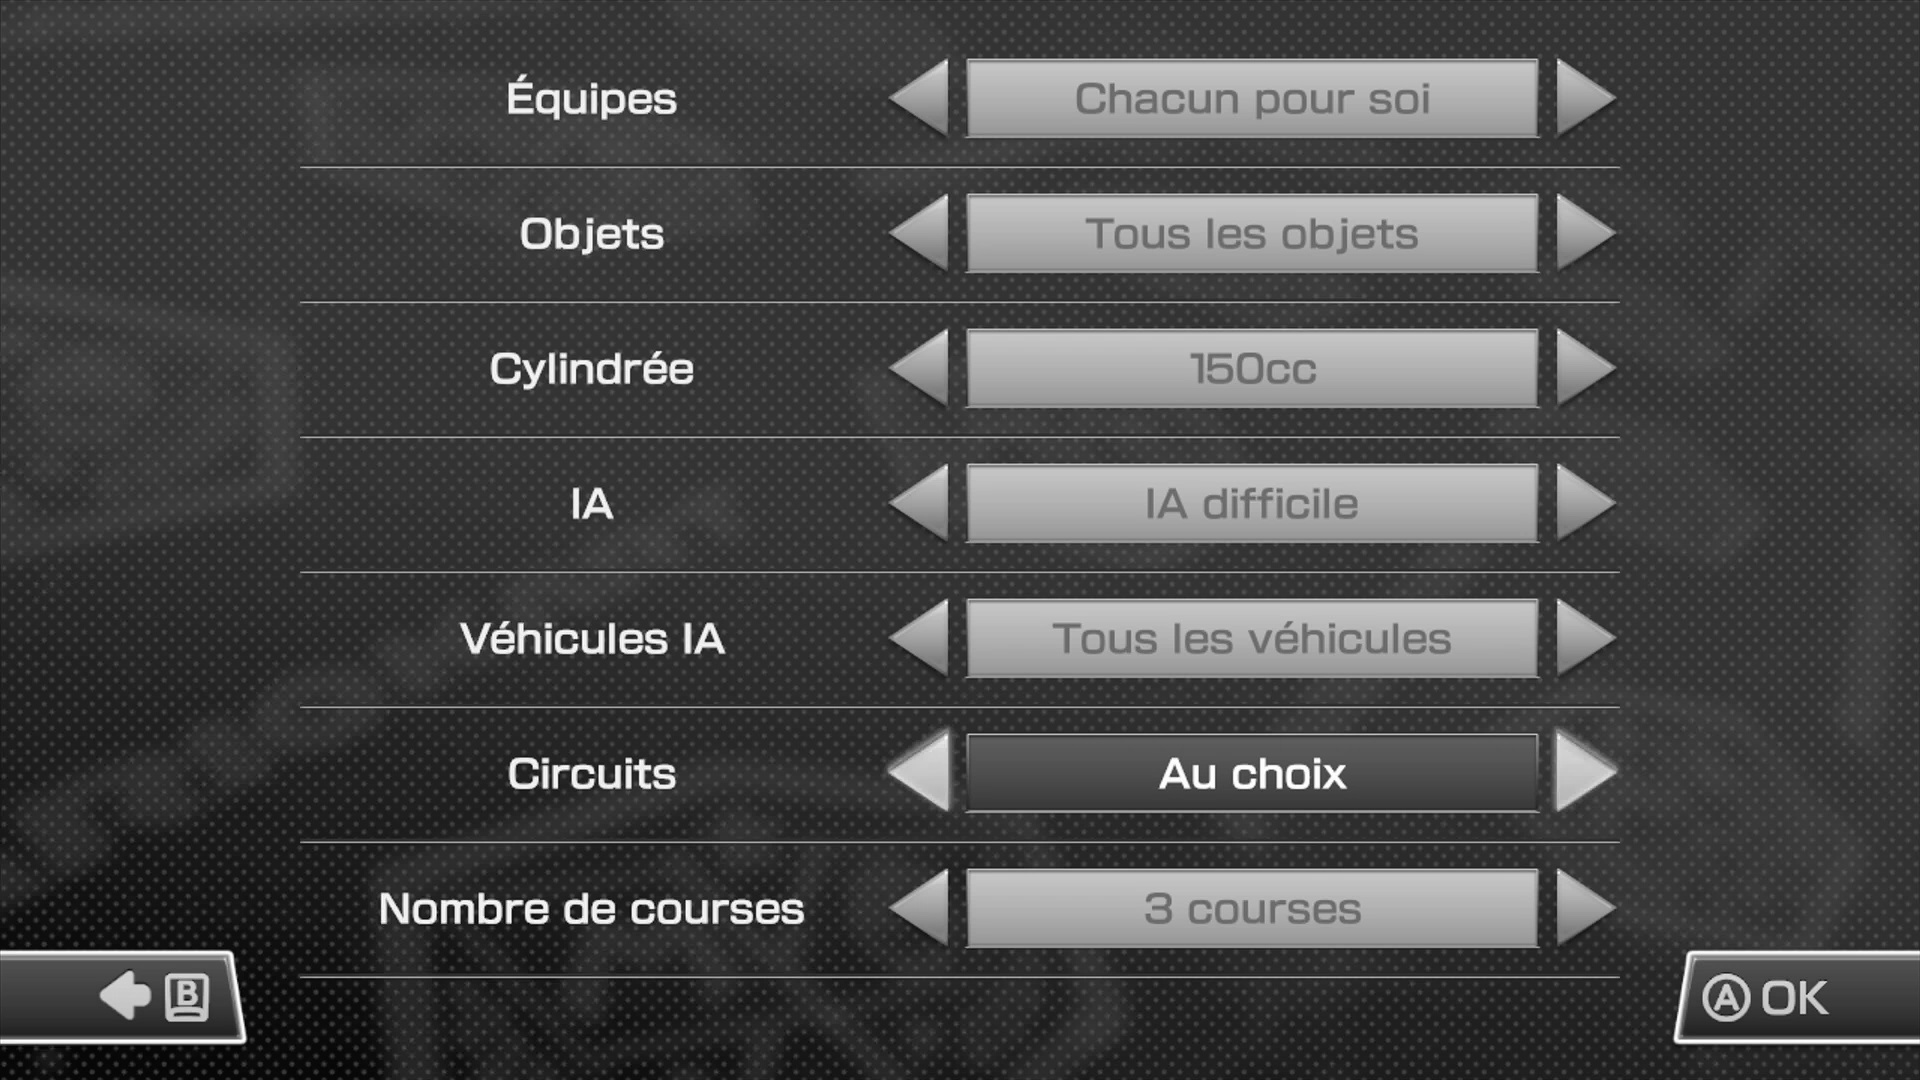 Équipes
Chacun pour soi
Objets
Tous les objets
Cylindrée
150cc
IA
IA difficile
Véhicules IA
Tous les véhicules
Circuits
Au choix
Nombre de courses
3 courses
B
A OK